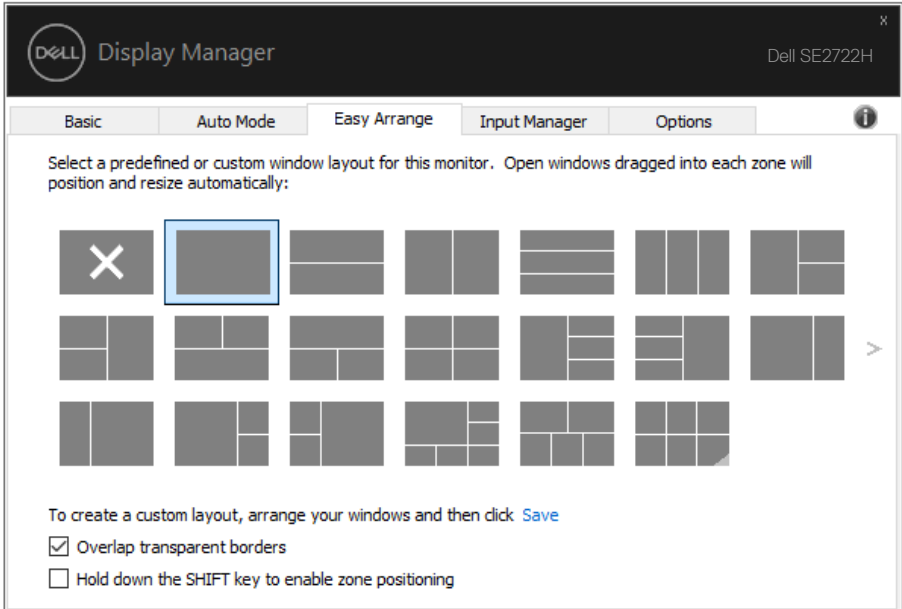 x
DELL Display Manager
Dell SE2722H
Basic Auto Mode Easy Arrange Input Manager Options
Select a predefined or custom window layout for this monitor. Open windows dragged into each zone will
position and resize automatically:
>
To create a custom layout, arrange your windows and then click Save
Overlap transparent borders
Hold down the SHIFT key to enable zone positioning